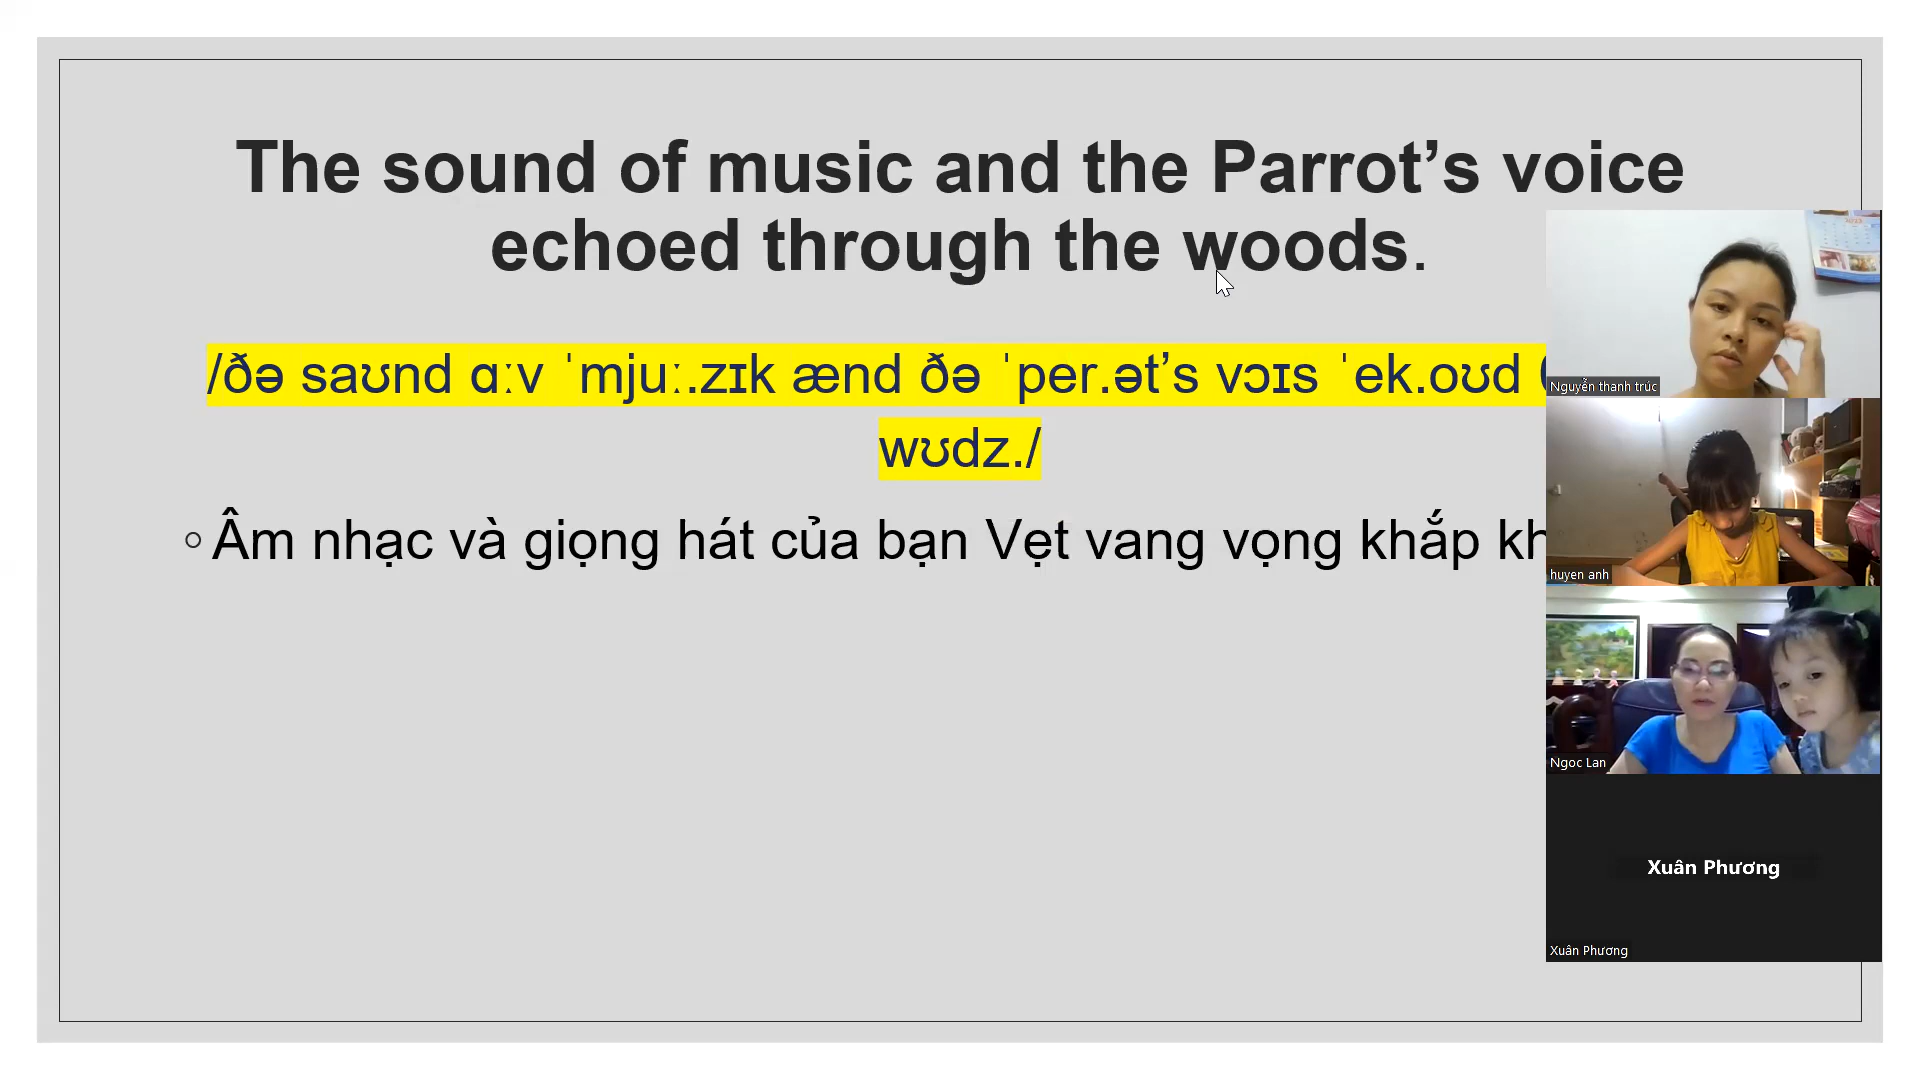 The sound of music and the Parrot’s voice
echoed through the woods.
/ðə saʊnd ɑːv ˈmjuː.zɪk ænd ðə ˈper.ət’s vɔɪs ˈek.oʊd
wʊdz./
◦ Âm nhạc và giọng hát của bạn Vẹt vang vọng khắp kh
Nguyễn thanh trúc
huyen anh
Ngoc Lan
Xuân Phương
Xuân Phương